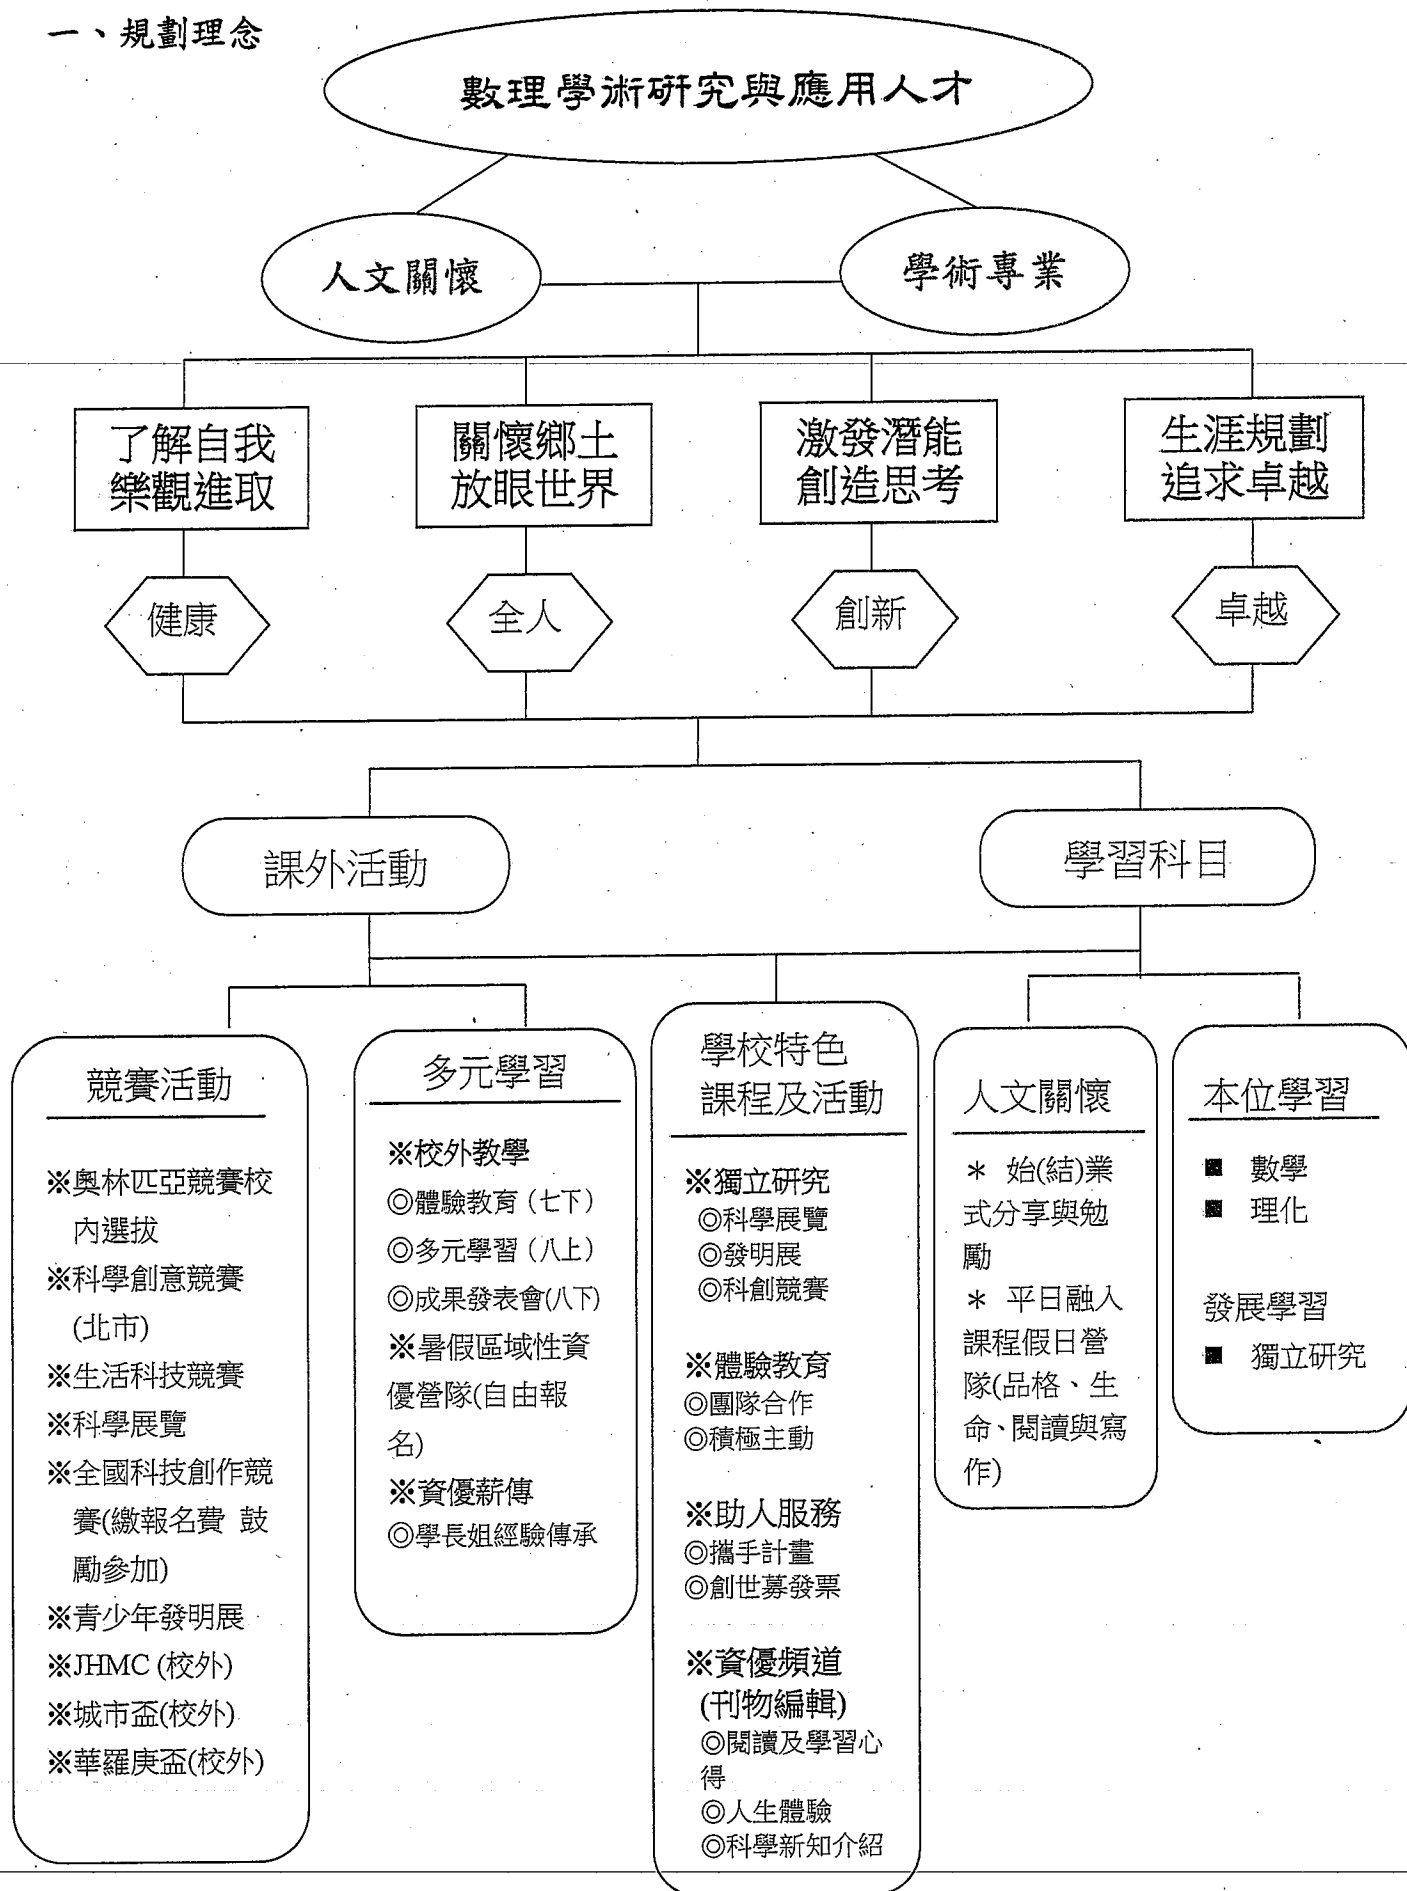 一、規劃理念
數理學術研究與應用人才
人文關懷
學術專業
了解自我
樂觀進取
關懷鄉土
放眼世界
激發潛能
創造思考
生涯規劃
追求卓越
健康
全人
創新
卓越
課外活動
學習科目
競賽活動
※奧林匹亞競賽校
內選拔
※科學創意競賽
(北市)
※生活科技競賽
※科學展覽
※全國科技創作競
賽(繳報名費 鼓
勵參加)
※青少年發明展
※JHMC (校外)
※城市盃(校外)
※華羅庚盃(校外)
多元學習
※校外教學
◎體驗教育（七下）
◎多元學習（八上）
◎成果發表會(八下)
※暑假區域性資
優營隊(自由報
名)
※資優薪傳
◎學長姐經驗傳承
學校特色
課程及活動
※獨立研究
◎科學展覽
◎發明展
◎科創競賽
※體驗教育
◎團隊合作
◎積極主動
※助人服務
◎攜手計畫
◎創世募發票
※資優頻道
(刊物編輯)
◎閱讀及學習心
得
◎人生體驗
◎科學新知介紹
人文關懷
＊ 始(結)業
式分享與勉
勵
＊ 平日融入
課程假日營
隊(品格、生
命、閱讀與寫
作)
本位學習
■ 數學
■ 理化
發展學習
■ 獨立研究